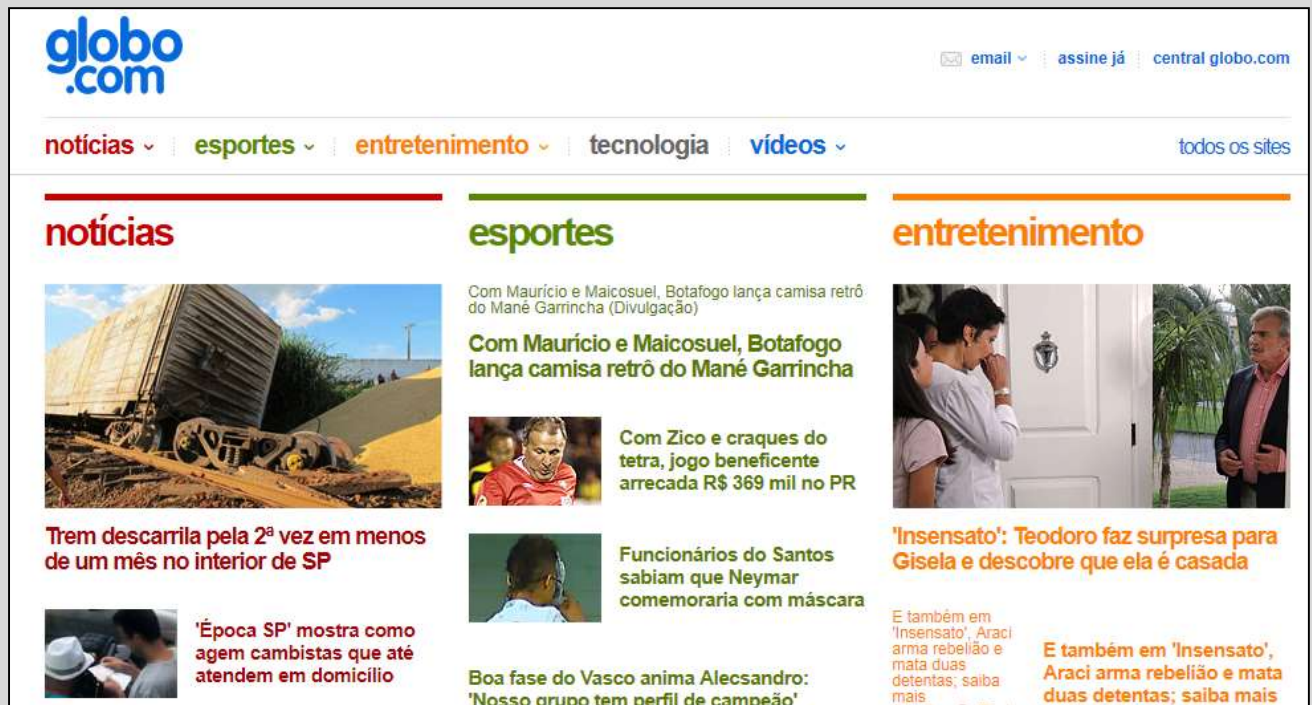 globo
.com
email
assine já
central globo.com
notícias
esportes
entretenimento
tecnologia
vídeos
todos os sites
notícias
Trem descarrila pela 2ª vez em menos
de um mês no interior de SP
'Época SP' mostra como
agem cambistas que até
atendem em domicílio
esportes
Com Maurício e Maicosuel, Botafogo lança camisa retrô
do Mané Garrincha (Divulgação)
Com Maurício e Maicosuel, Botafogo
lança camisa retrô do Mané Garrincha
Com Zico e craques do
tetra, jogo beneficente
arrecada R$ 369 mil no PR
Funcionários do Santos
sabiam que Neymar
comemoraria com máscara
Boa fase do Vasco anima Alecsandro:
'Nosso grupo tem perfil de campeão'
entretenimento
'Insensato': Teodoro faz surpresa para
Gisela e descobre que ela é casada
E também em
'Insensato', Araci
arma rebelião e
mata duas
detentas; saiba
mais
E também em 'Insensato',
Araci arma rebelião e mata
duas detentas; saiba mais